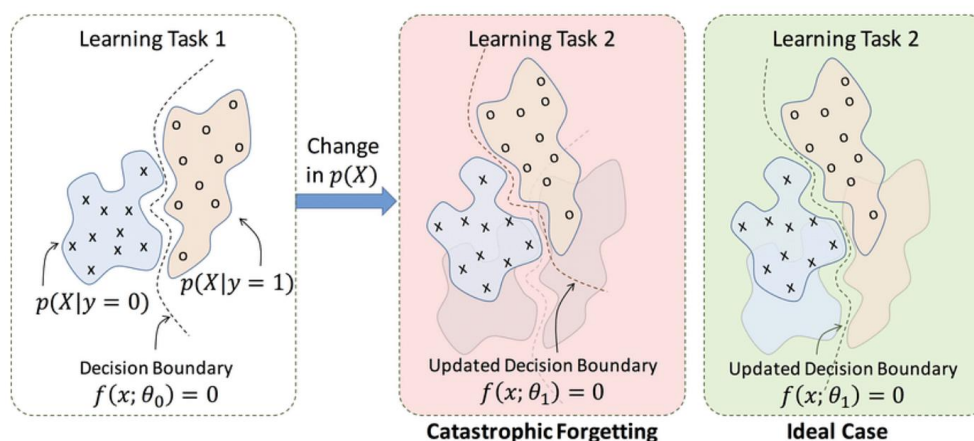 Learning Task 1
p(X|y = 0)
p(X|y = 1)
Decision Boundary
f(x; θ₀) = 0
Change
in p(X)
Learning Task 2
Updated Decision Boundary
f(x; θ₁) = 0
Catastrophic Forgetting
Learning Task 2
Updated Decision Boundary
f(x; θ₁) = 0
Ideal Case